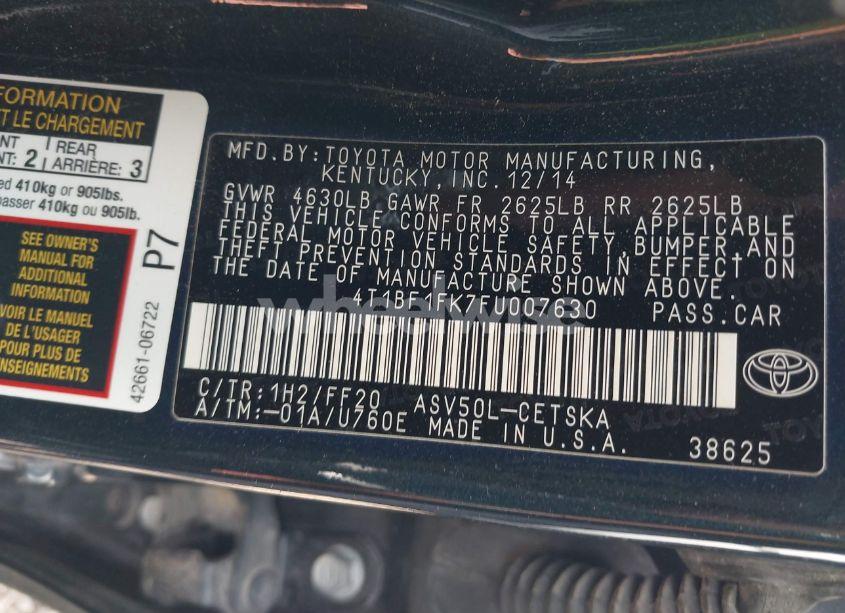 FORMATION
T LE CHARGEMENT
NT REAR
NT: 2 ARRIÈRE: 3
ed 410kg or 905lbs.
passer 410kg ou 905lb.
SEE OWNER'S
MANUAL FOR
ADDITIONAL
INFORMATION
VOIR LE MANUEL
DE L'USAGER
POUR PLUS DE
ENSEIGNEMENTS
P7
42661-06722
MFD.BY:TOYOTA MOTOR MANUFACTURING,
KENTUCKY,INC.12/14
GVWR 4630LB GAWR FR 2625LB RR 2625LB
THIS VEHICLE CONFORMS TO ALL APPLICABLE
FEDERAL MOTOR VEHICLE SAFETY,BUMPER,AND
THEFT PREVENTION STANDARDS IN EFFECT ON
THE DATE OF MANUFACTURE SHOWN ABOVE.
4T1BF1FK7FU007630 PASS.CAR
wheelwise
C/TR:1H2/FF20 ASV50L-CETSKA
A/TM:-01A/U760E MADE IN U.S.A.
38625